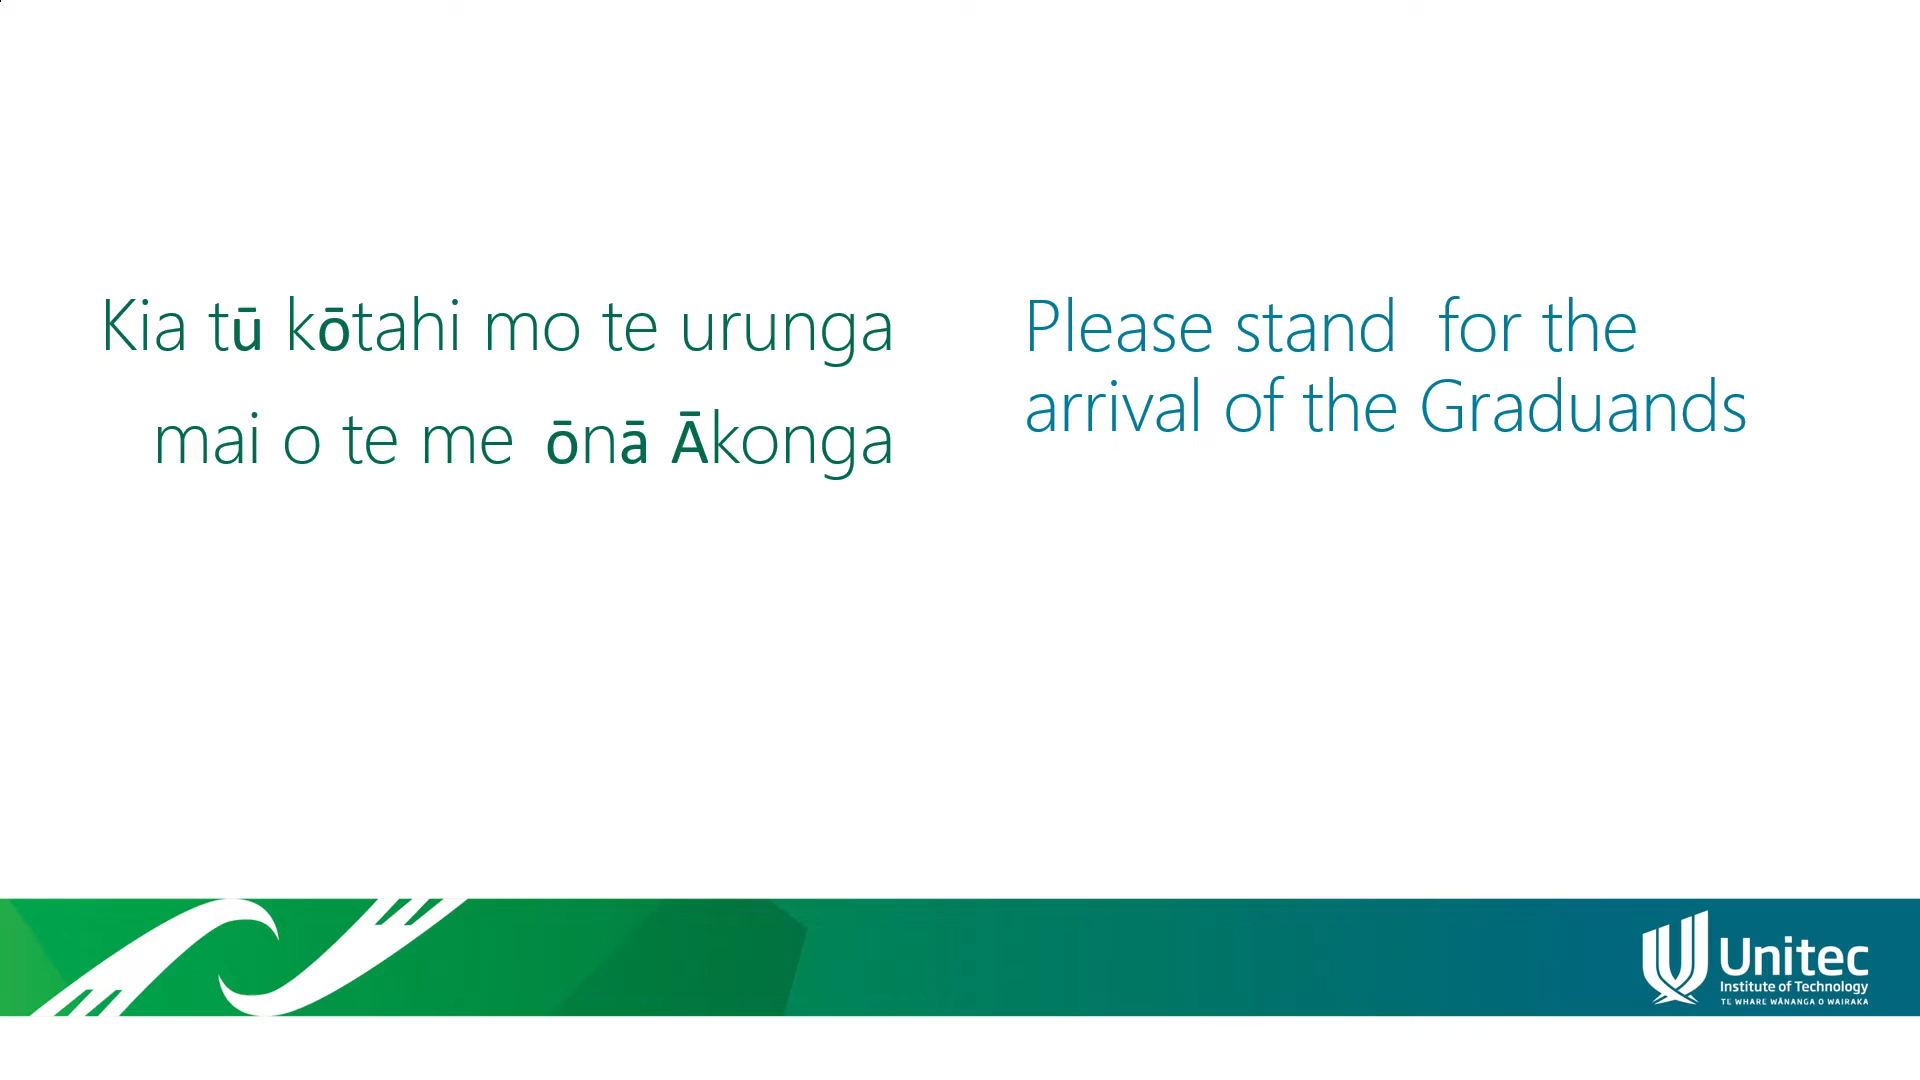 Kia tū kōtahi mo te urunga
mai o te me ōnā Ākonga
Please stand for the
arrival of the Graduands
Unitec
Institute of Technology
TE WHARE WĀNANGA O WAIRAKA